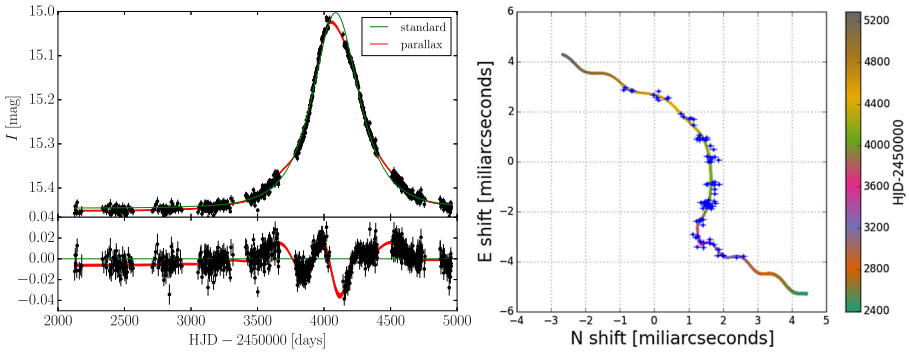 15.0
15.1
15.2
15.3
15.4
I [mag]
standard
parallax
0.04
0.02
0.00
−0.02
−0.04
2000 2500 3000 3500 4000 4500 5000
HJD − 2450000 [days]
6
4
2
0
−2
−4
−6
E shift [miliarcseconds]
−4 −3 −2 −1 0 1 2 3 4 5
N shift [miliarcseconds]
5200
4800
4400
4000
3600
3200
2800
2400
HJD-2450000